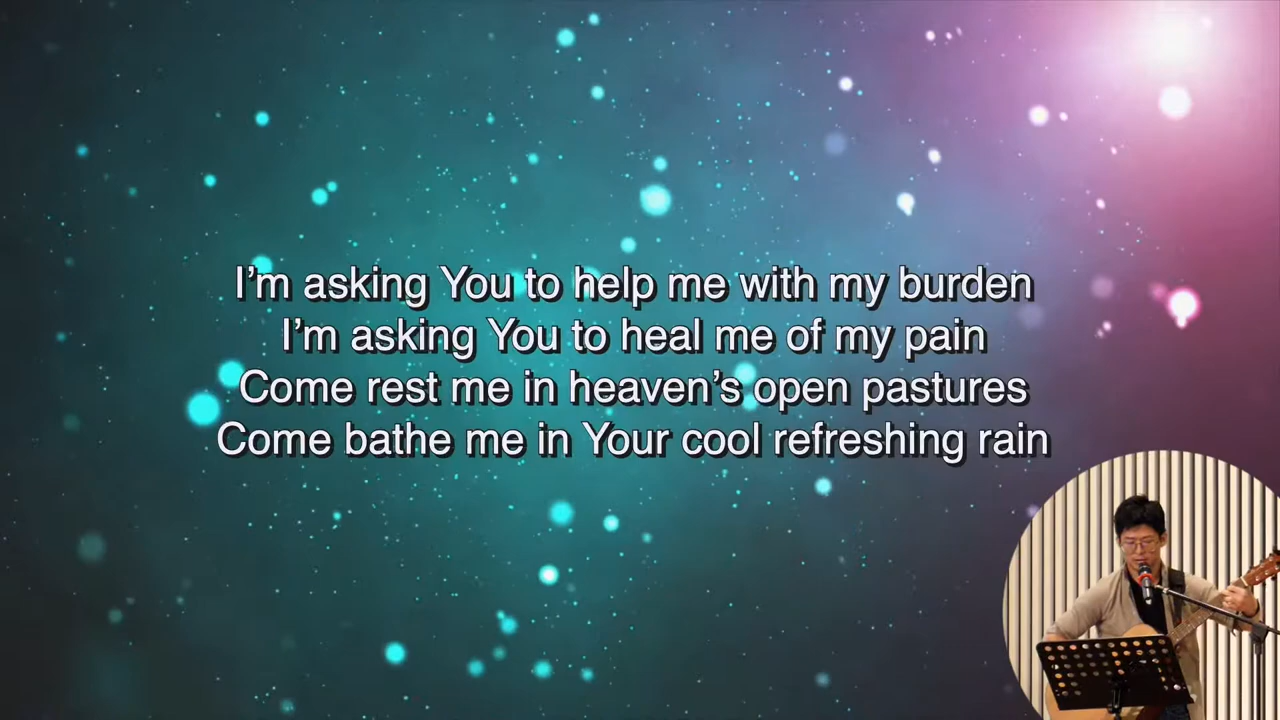 I’m asking You to help me with my burden
I’m asking You to heal me of my pain
Come rest me in heaven’s open pastures
Come bathe me in Your cool refreshing rain